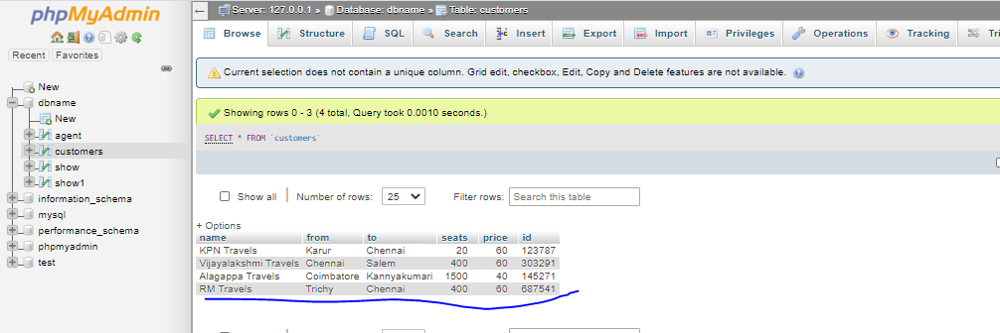 phpMyAdmin
Recent Favorites
New
dbname
New
agent
customers
show
show1
information_schema
mysql
performance_schema
phpmyadmin
test
Server: 127.0.0.1 » Database: dbname » Table: customers
Browse Structure SQL Search Insert Export Import Privileges Operations Tracking Tri
Current selection does not contain a unique column. Grid edit, checkbox, Edit, Copy and Delete features are not available.
Showing rows 0 - 3 (4 total, Query took 0.0010 seconds.)
SELECT * FROM `customers`
Show all Number of rows: 25 Filter rows: Search this table
+ Options
name from to seats price id
KPN Travels Karur Chennai 20 60 123787
Vijayalakshmi Travels Chennai Salem 400 60 303291
Alagappa Travels Coimbatore Kannyakumari 1500 40 145271
RM Travels Trichy Chennai 400 60 687541